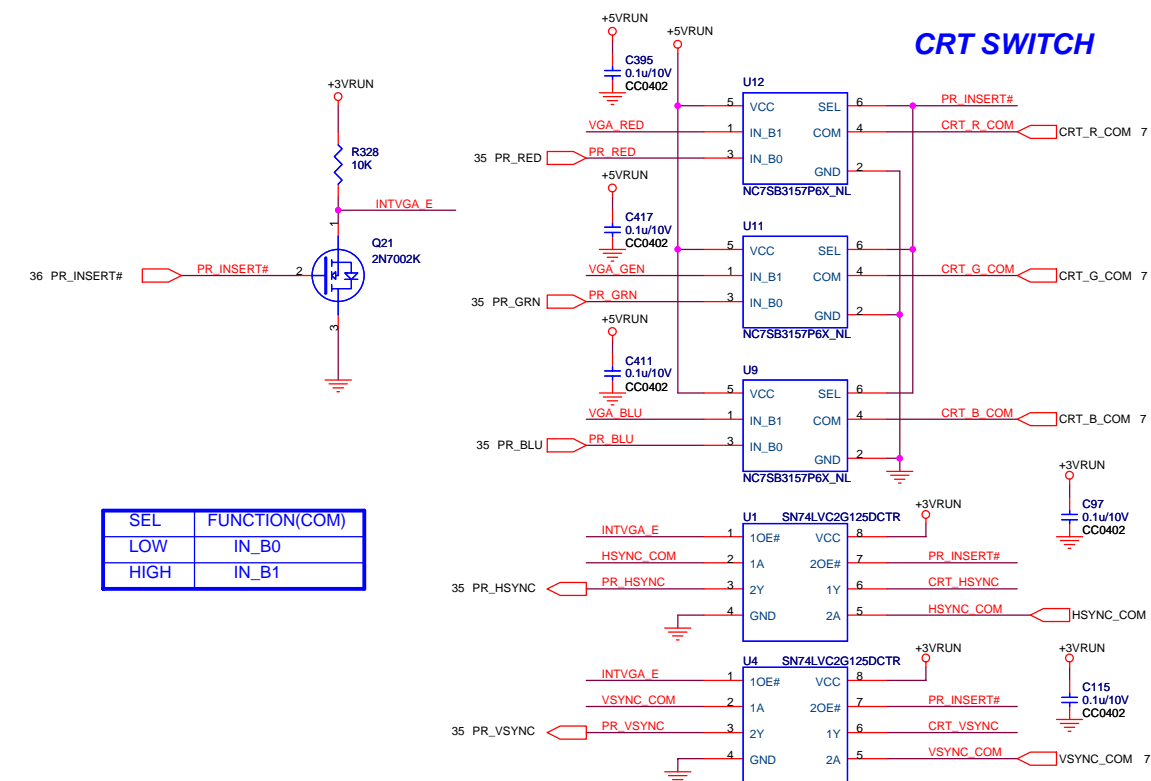 CRT SWITCH
+3VRUN
R328
10K
INTVGA_E
1
Q21
2N7002K
36 PR_INSERT#
PR_INSERT#
2
3
SEL FUNCTION(COM)
LOW IN_B0
HIGH IN_B1
+5VRUN
+5VRUN
C395
0.1u/10V
CC0402
U12
5 VCC SEL 6 PR_INSERT#
VGA_RED 1 IN_B1 COM 4 CRT_R_COM CRT_R_COM 7
35 PR_RED PR_RED 3 IN_B0
GND 2
NC7SB3157P6X_NL
+5VRUN
C417
0.1u/10V
CC0402
U11
5 VCC SEL 6
VGA_GEN 1 IN_B1 COM 4 CRT_G_COM CRT_G_COM 7
35 PR_GRN PR_GRN 3 IN_B0
GND 2
NC7SB3157P6X_NL
+5VRUN
C411
0.1u/10V
CC0402
U9
5 VCC SEL 6
VGA_BLU 1 IN_B1 COM 4 CRT_B_COM CRT_B_COM 7
35 PR_BLU PR_BLU 3 IN_B0
GND 2
NC7SB3157P6X_NL
+3VRUN
C97
0.1u/10V
CC0402
+3VRUN
U1 SN74LVC2G125DCTR
INTVGA_E 1 1OE# VCC 8
HSYNC_COM 2 1A 2OE# 7 PR_INSERT#
35 PR_HSYNC PR_HSYNC 3 2Y 1Y 6 CRT_HSYNC
4 GND 2A 5 HSYNC_COM HSYNC_COM
+3VRUN
+3VRUN
C115
0.1u/10V
CC0402
U4 SN74LVC2G125DCTR
INTVGA_E 1 1OE# VCC 8
VSYNC_COM 2 1A 2OE# 7 PR_INSERT#
35 PR_VSYNC PR_VSYNC 3 2Y 1Y 6 CRT_VSYNC
4 GND 2A 5 VSYNC_COM VSYNC_COM 7